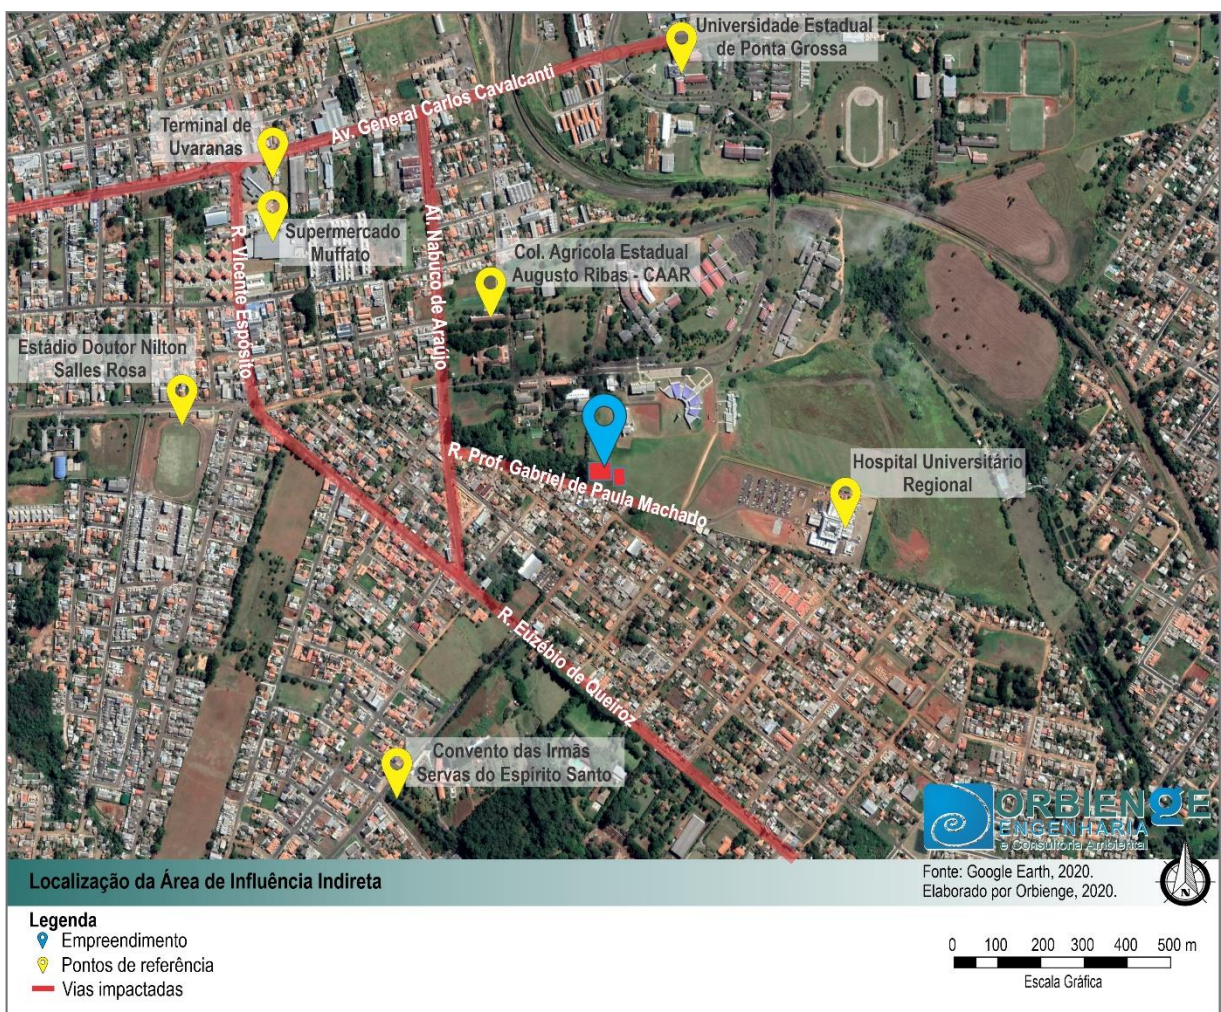 Universidade Estadual
de Ponta Grossa
Av. General Carlos Cavalcanti
Terminal de
Uvaranas
Supermercado
Muffato
R. Vicente Espósito
Al. Nabuco de Araújo
Col. Agrícola Estadual
Augusto Ribas - CAAR
Estádio Doutor Nilton
Salles Rosa
R. Prof. Gabriel de Paula Machado
Hospital Universitário
Regional
R. Euzébio de Queiroz
Convento das Irmãs
Servas do Espírito Santo
ORBIENGE
ENGENHARIA
e Consultoria Ambiental
Localização da Área de Influência Indireta
Fonte: Google Earth, 2020.
Elaborado por Orbienge, 2020.
N
Legenda
Empreendimento
Pontos de referência
Vias impactadas
0 100 200 300 400 500 m
Escala Gráfica